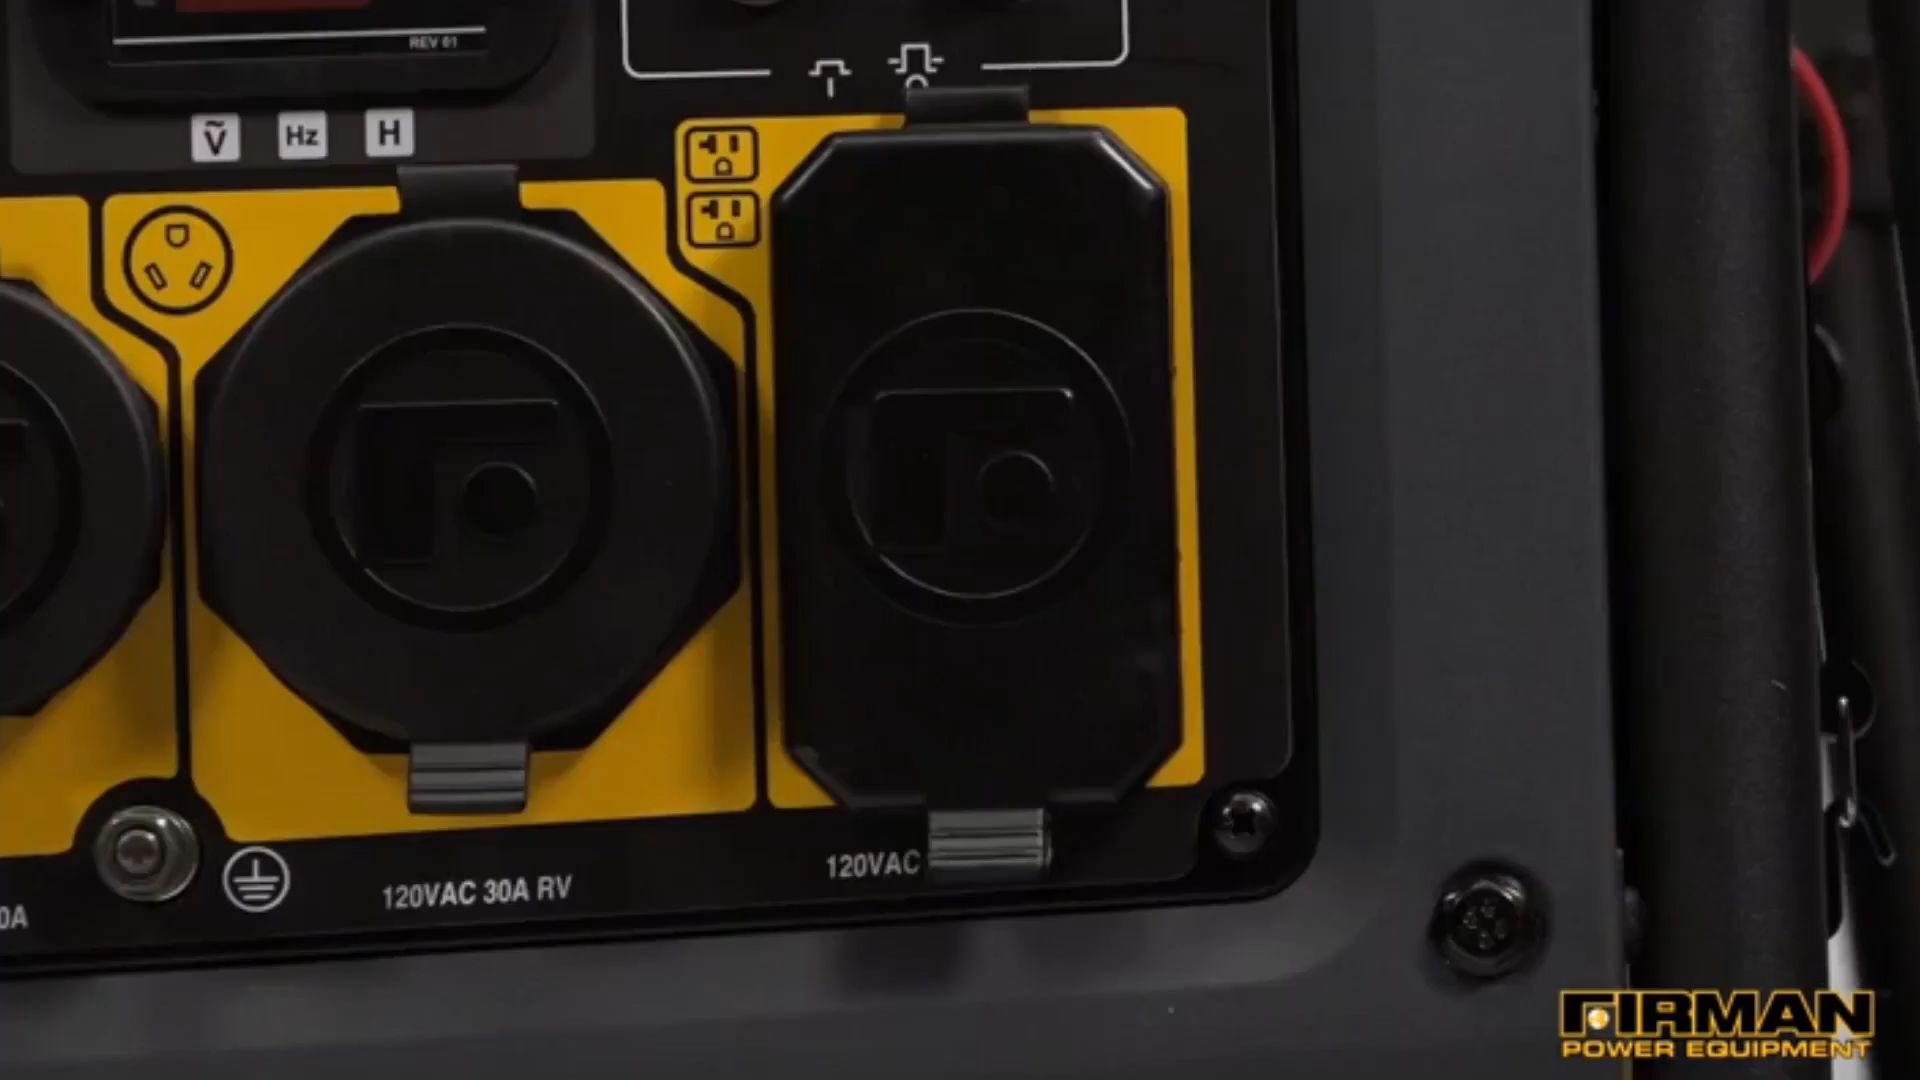 REV 01
Ṽ Hz H
0A
120VAC 30A RV
120VAC
FIRMAN
POWER EQUIPMENT